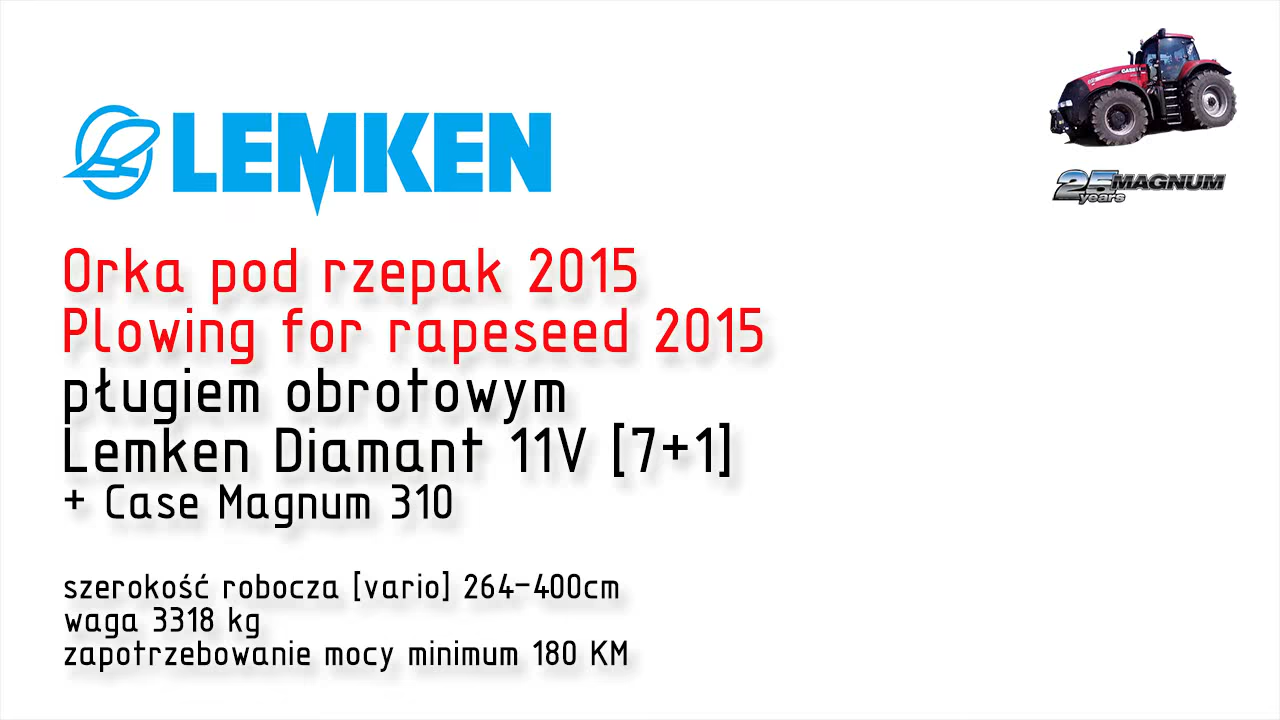 LEMKEN
25 MAGNUM
years
Orka pod rzepak 2015
Plowing for rapeseed 2015
pługiem obrotowym
Lemken Diamant 11V [7+1]
+ Case Magnum 310
szerokość robocza [vario] 264-400cm
waga 3318 kg
zapotrzebowanie mocy minimum 180 KM